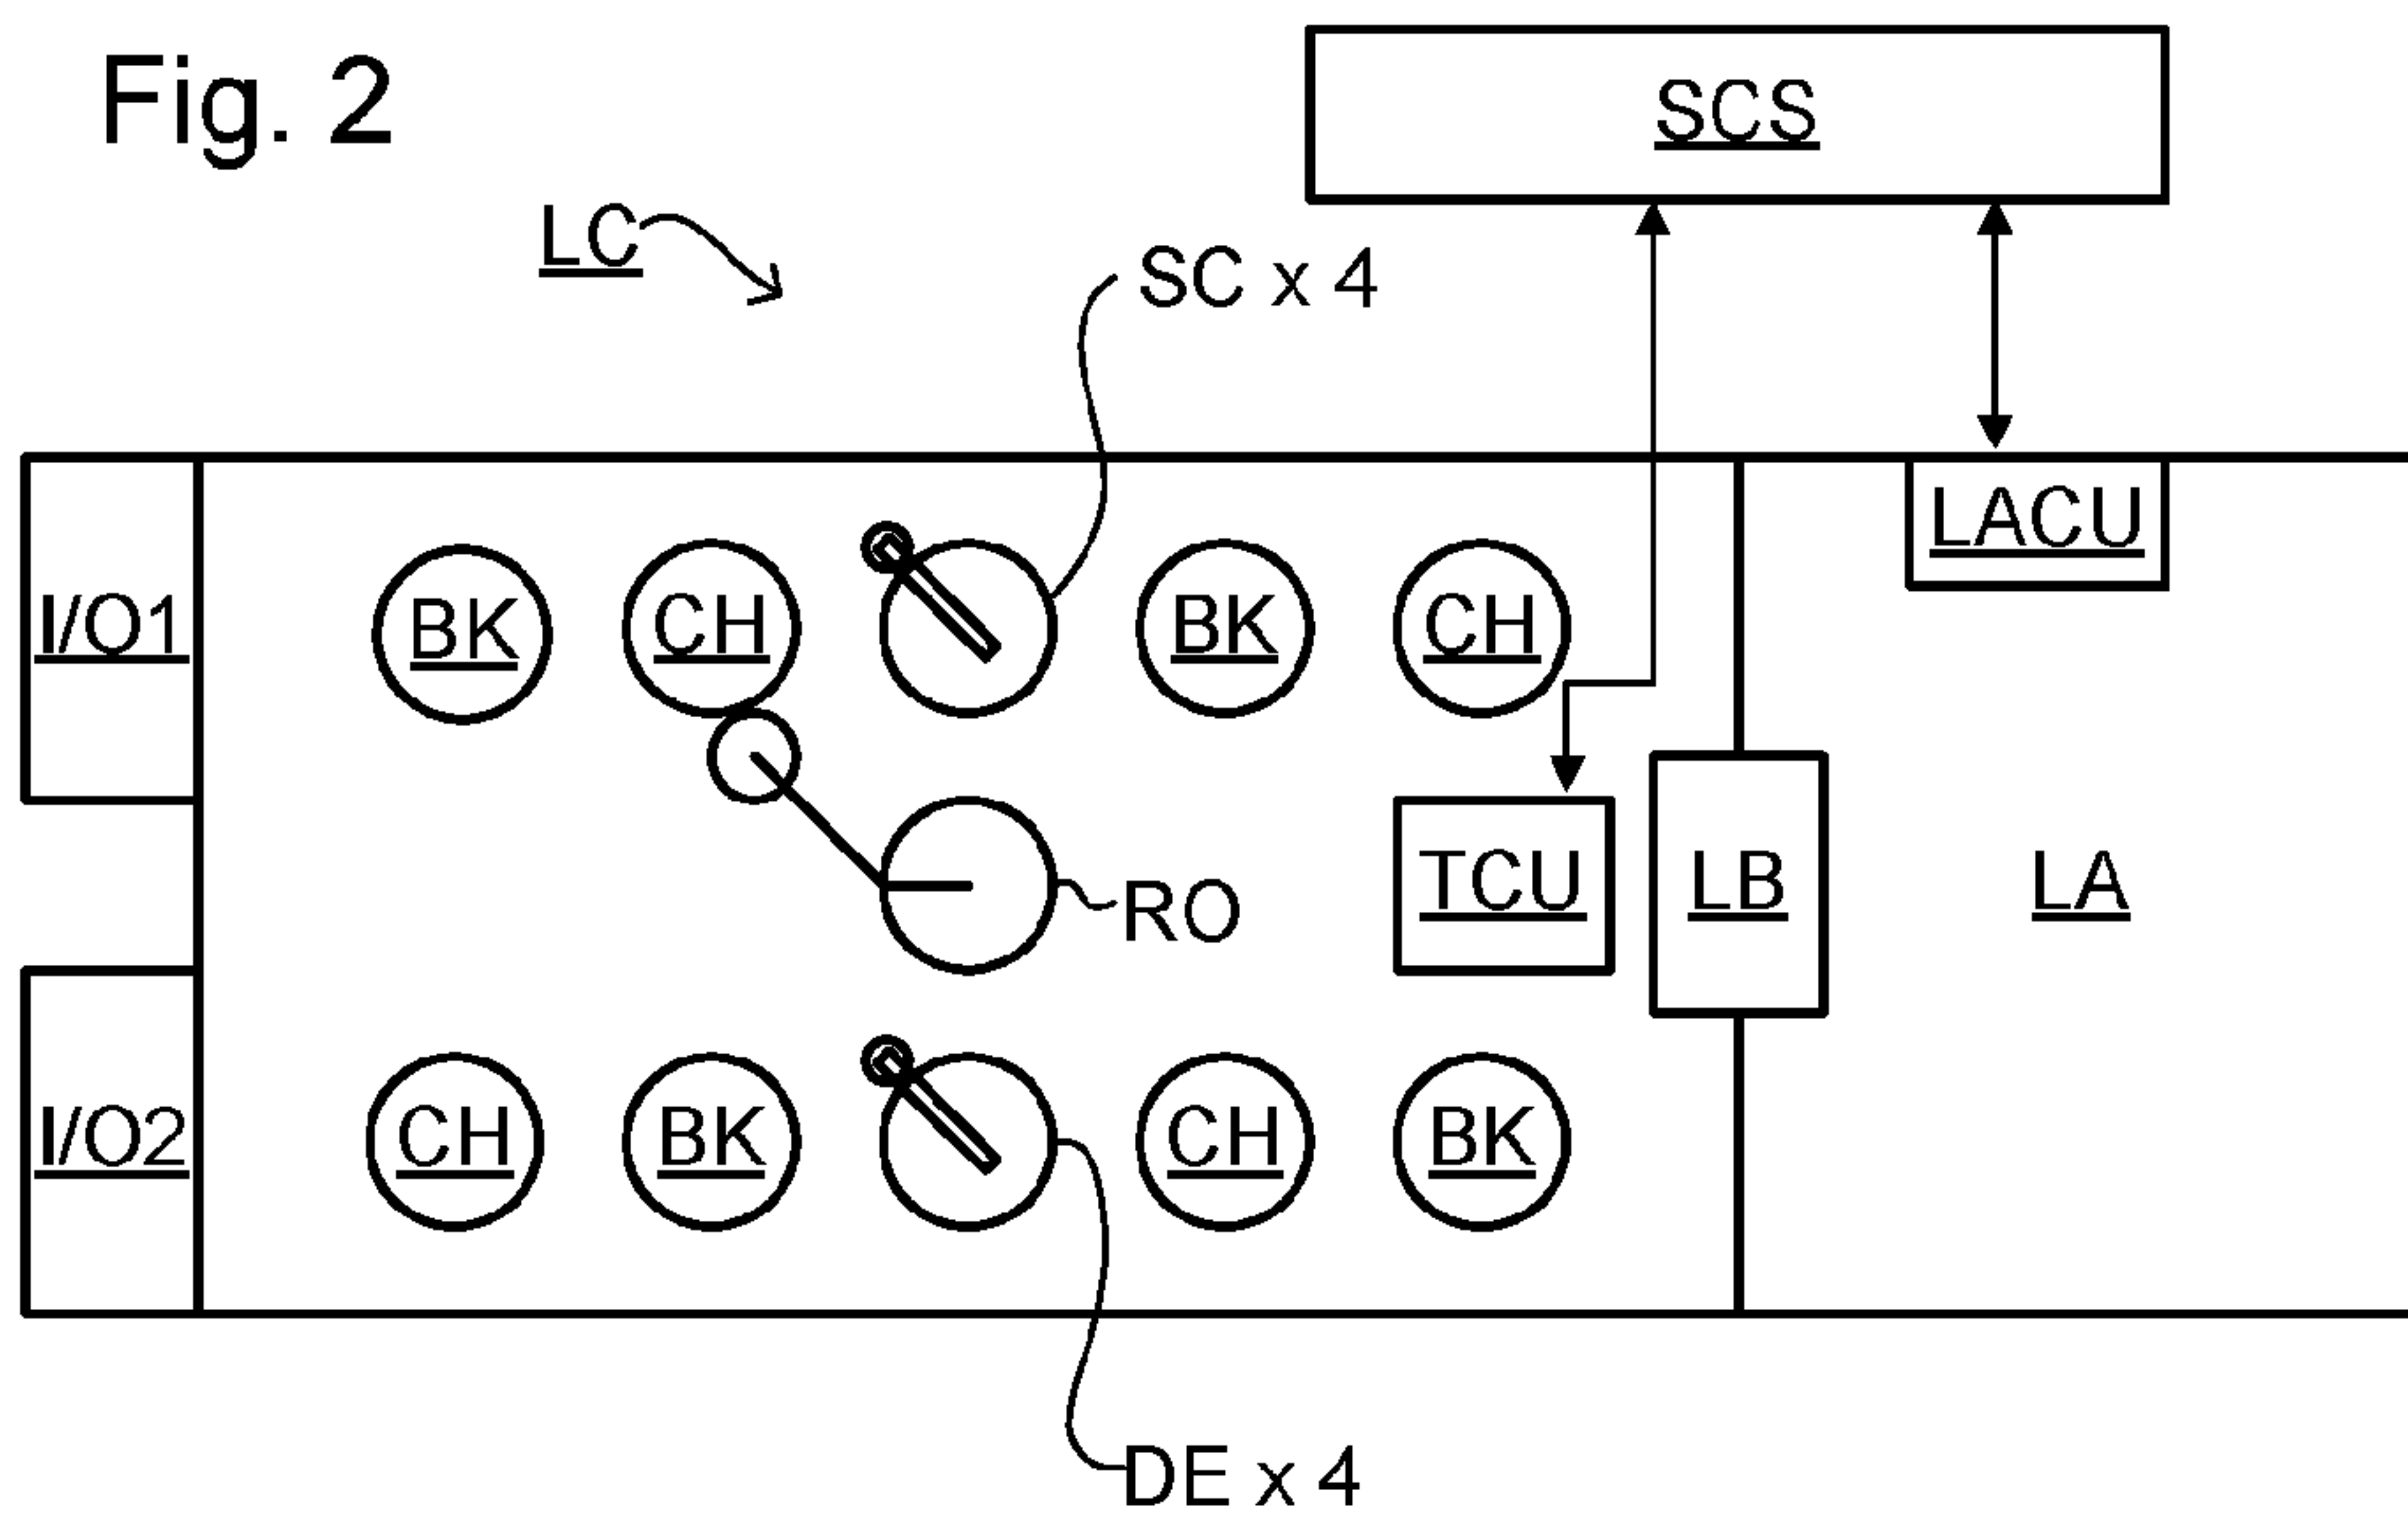 Fig. 2
SCS
LC
SC x 4
LACU
I/O1
BK
CH
BK
CH
TCU
LB
LA
RO
I/O2
CH
BK
CH
BK
DE x 4